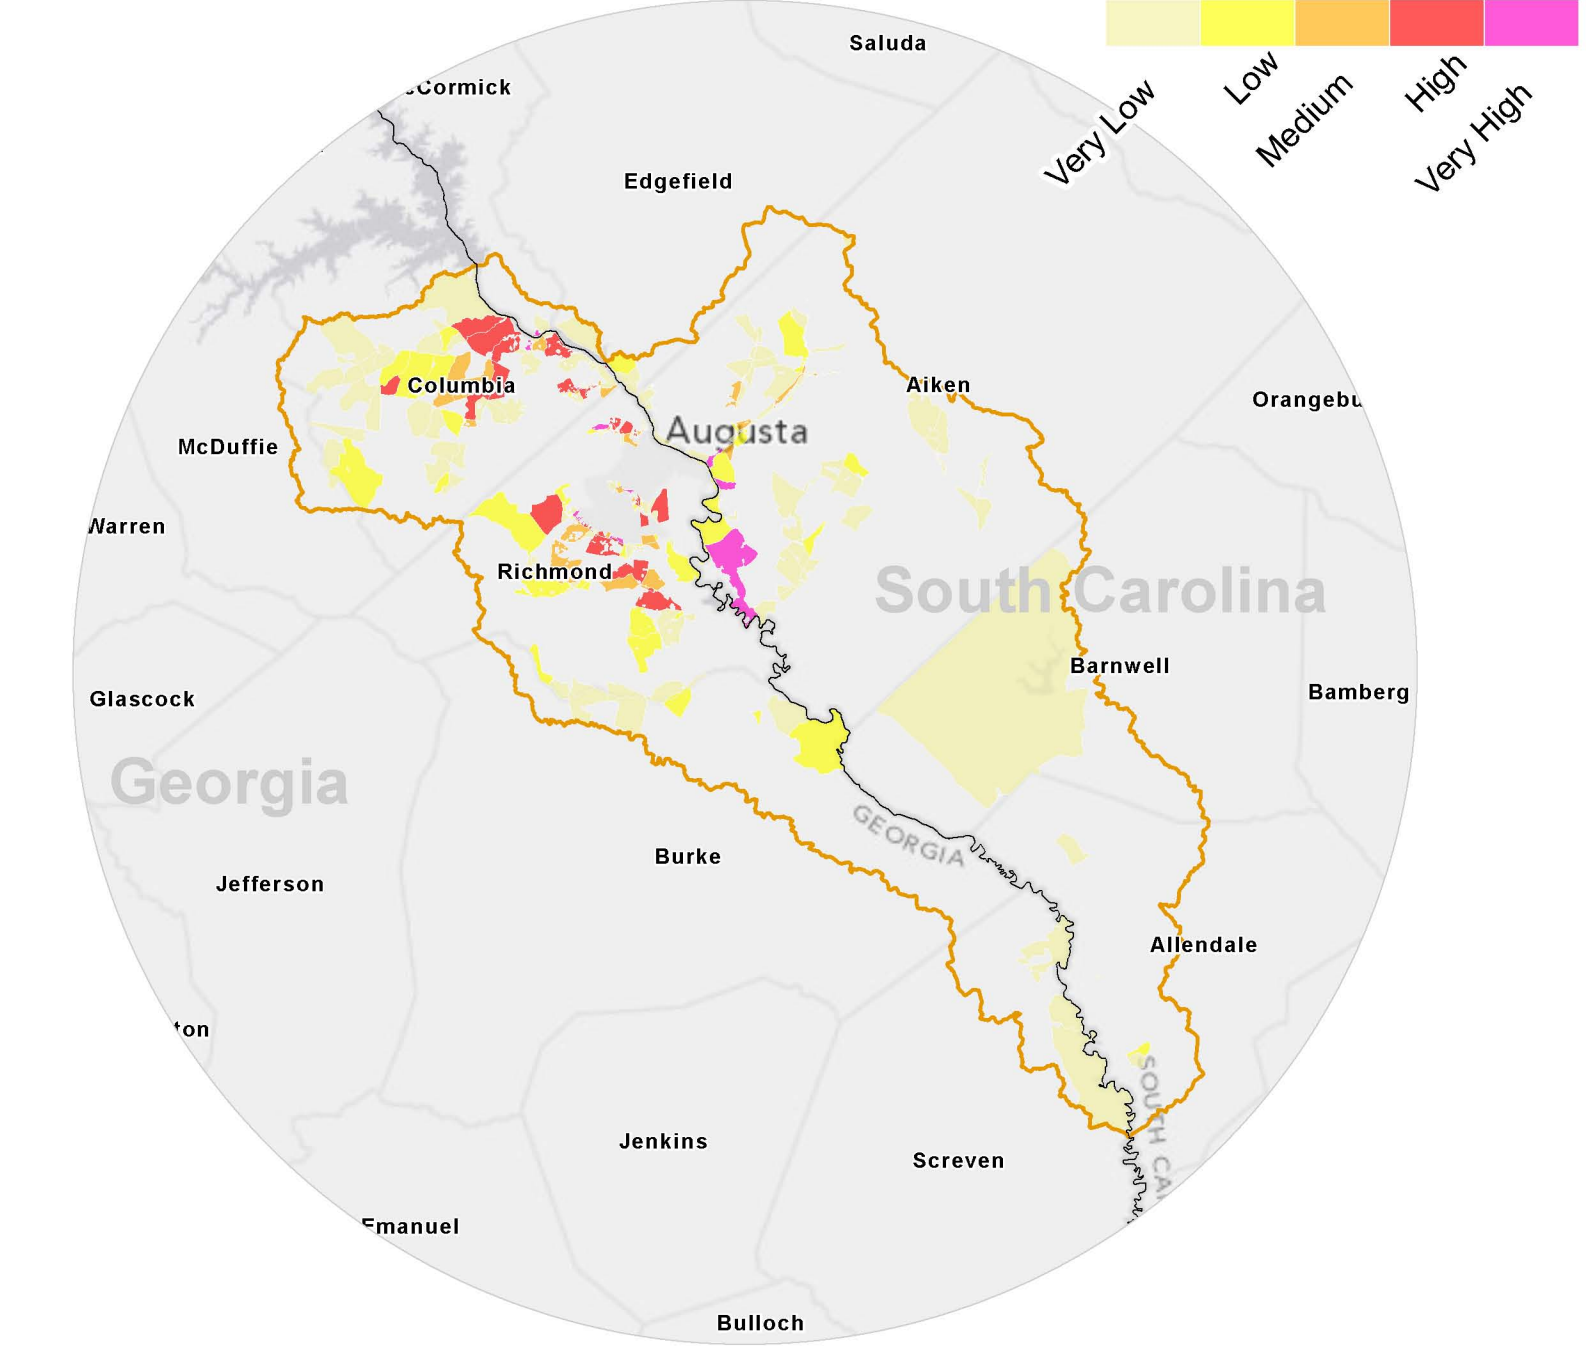 Saluda
Very Low
Low
Medium
High
Very High
Cormick
Edgefield
Columbia
Aiken
Orangebu
Augusta
McDuffie
Warren
Richmond
South Carolina
Barnwell
Glascock
Bamberg
Georgia
GEORGIA
Burke
Jefferson
Allendale
ton
SOUTH CA
Jenkins
Screven
Emanuel
Bulloch